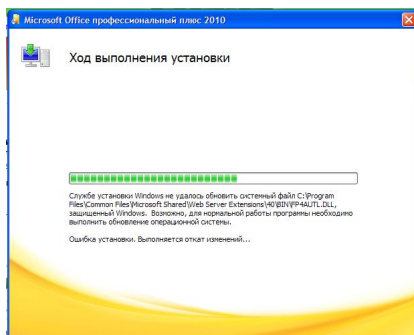 Microsoft Office профессиональный плюс 2010
Ход выполнения установки
Службе установки Windows не удалось обновить системный файл C:\Program
Files\Common Files\Microsoft Shared\Web Server Extensions\40\BIN\FP4AUTL.DLL,
защищенный Windows. Возможно, для нормальной работы программы необходимо
выполнить обновление операционной системы.
Ошибка установки. Выполняется откат изменений...